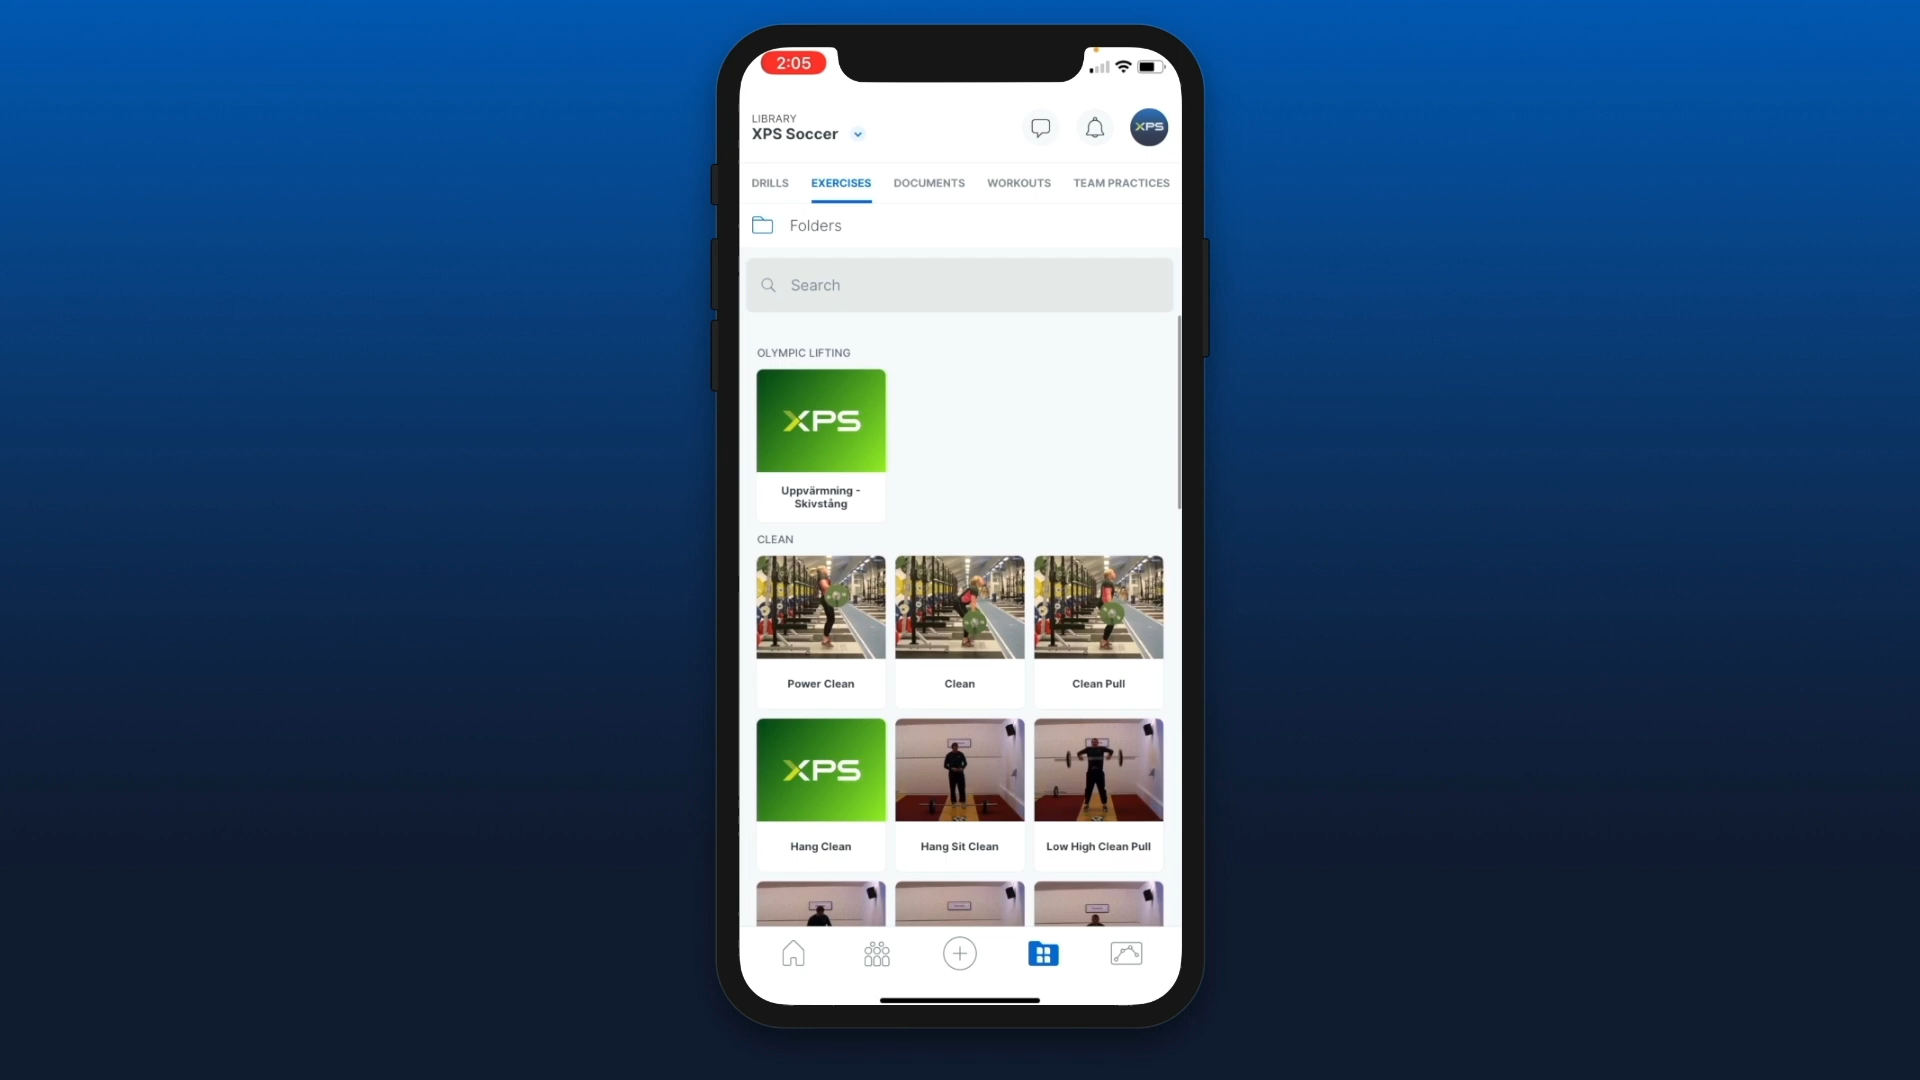 2:05
LIBRARY
XPS Soccer
XPS
DRILLS EXERCISES DOCUMENTS WORKOUTS TEAM PRACTICES
Folders
Search
OLYMPIC LIFTING
XPS
Uppvärmning -
Skivstång
CLEAN
Power Clean Clean Clean Pull
XPS
Hang Clean Hang Sit Clean Low High Clean Pull